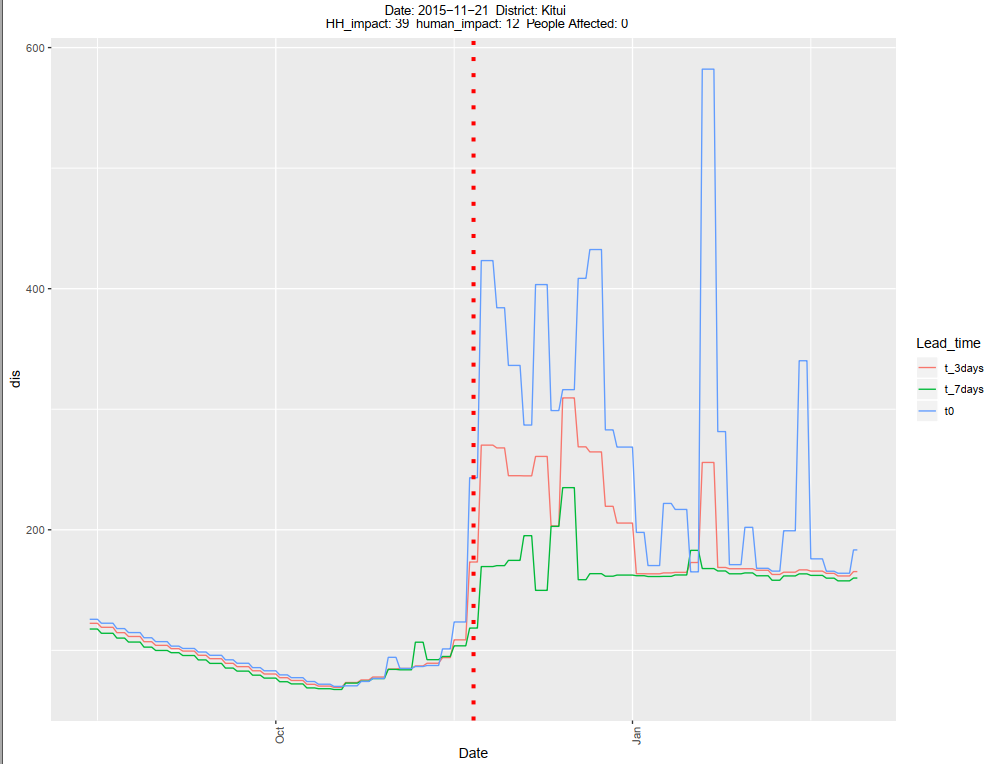 Date: 2015−11−21 District: Kitui
HH_impact: 39 human_impact: 12 People Affected: 0
600
400
200
dis
Oct
Jan
Date
Lead_time
t_3days
t_7days
t0